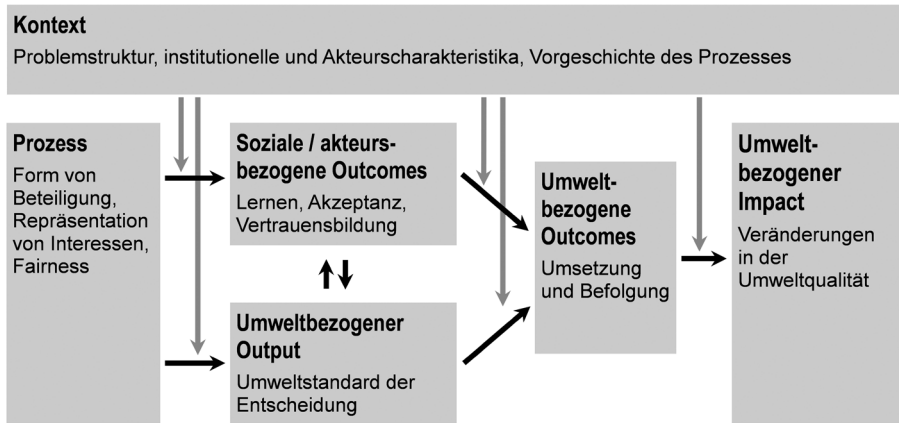 Kontext
Problemstruktur, institutionelle und Akteurscharakteristika, Vorgeschichte des Prozesses
Prozess
Form von
Beteiligung,
Repräsentation
von Interessen,
Fairness
Soziale / akteurs-
bezogene Outcomes
Lernen, Akzeptanz,
Vertrauensbildung
Umweltbezogener
Output
Umweltstandard der
Entscheidung
Umwelt-
bezogene
Outcomes
Umsetzung
und Befolgung
Umwelt-
bezogener
Impact
Veränderungen
in der
Umweltqualität